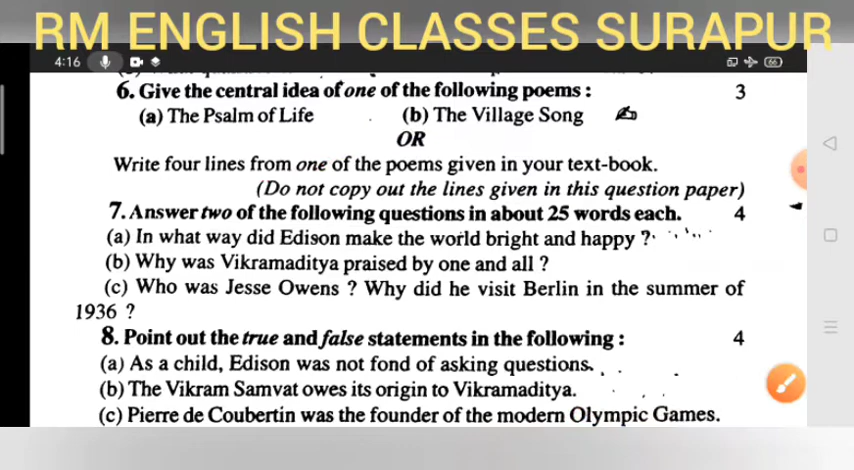 RM ENGLISH CLASSES SURAPUR
4:16
66
6. Give the central idea of one of the following poems : 3
(a) The Psalm of Life (b) The Village Song
OR
Write four lines from one of the poems given in your text-book.
(Do not copy out the lines given in this question paper)
7. Answer two of the following questions in about 25 words each. 4
(a) In what way did Edison make the world bright and happy ?
(b) Why was Vikramaditya praised by one and all ?
(c) Who was Jesse Owens ? Why did he visit Berlin in the summer of
1936 ?
8. Point out the true and false statements in the following : 4
(a) As a child, Edison was not fond of asking questions.
(b) The Vikram Samvat owes its origin to Vikramaditya.
(c) Pierre de Coubertin was the founder of the modern Olympic Games.